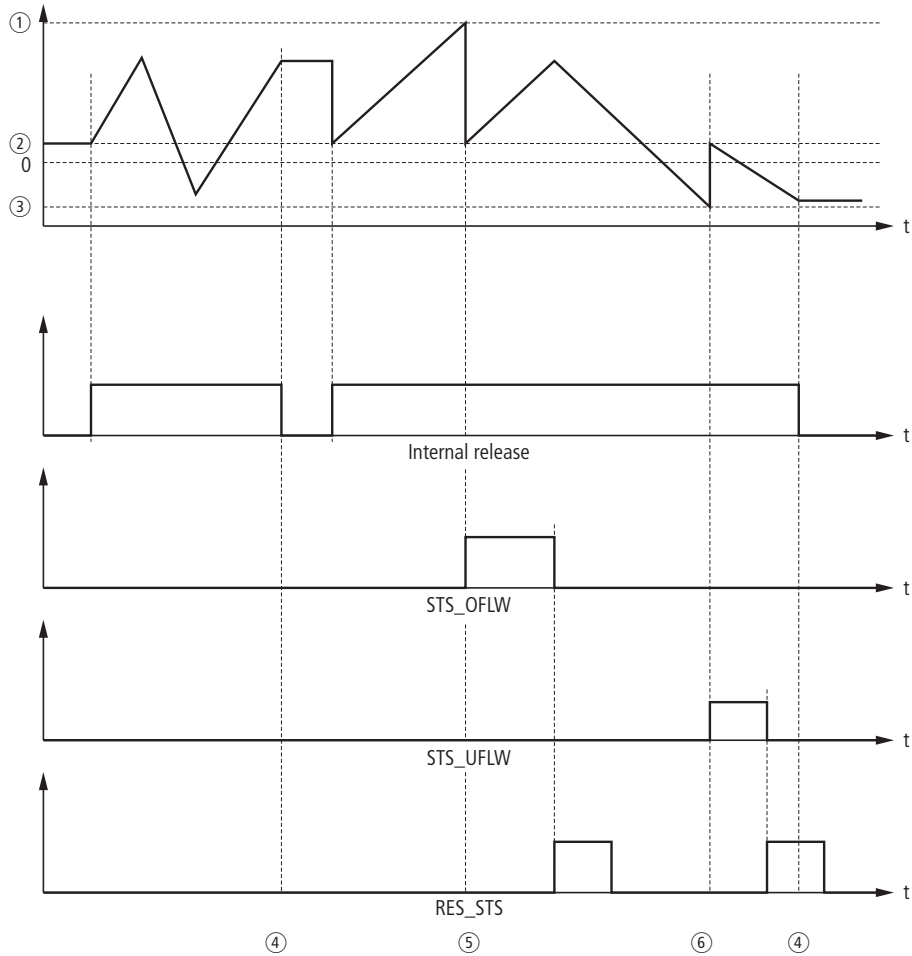 ①
②
0
③
t
t
Internal release
t
STS_OFLW
t
STS_UFLW
t
RES_STS
④ ⑤ ⑥ ④